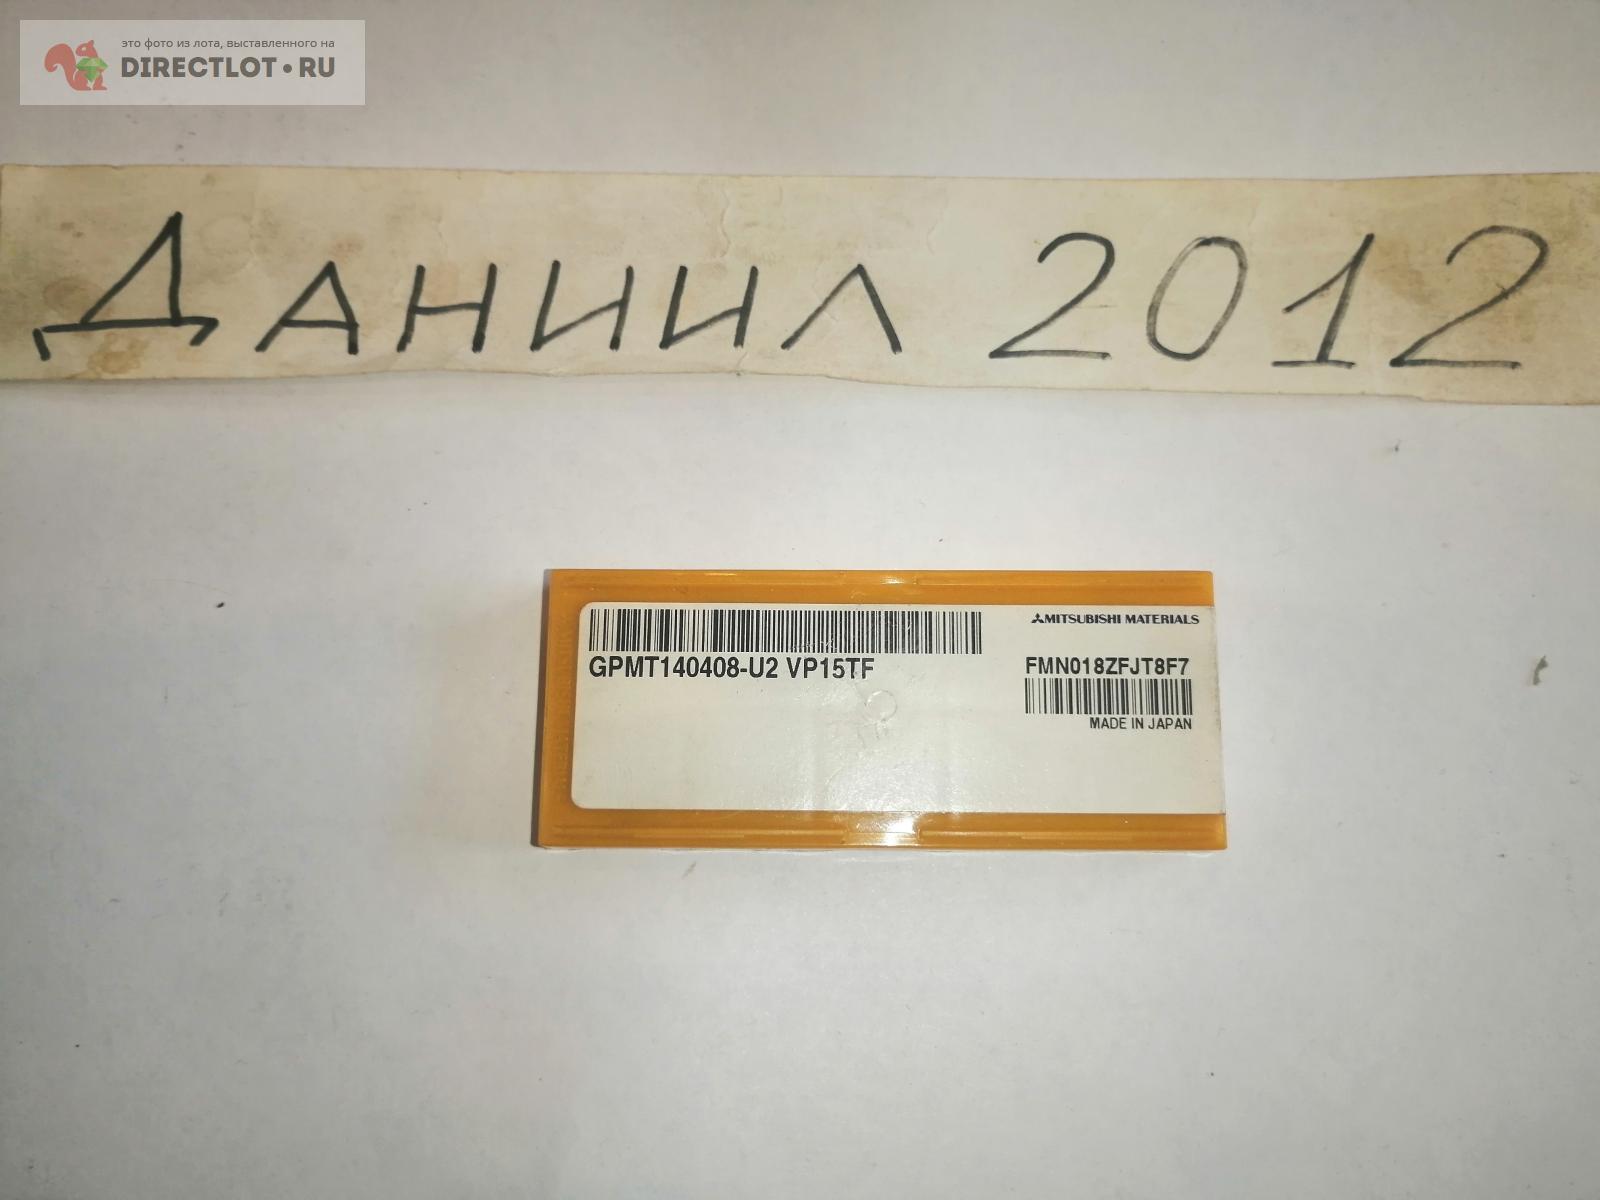 это фото из лота, выставленного на
DIRECTLOT•RU
Даниил 2012
MITSUBISHI MATERIALS
GPMT140408-U2 VP15TF
FMN018ZFJT8F7
MADE IN JAPAN